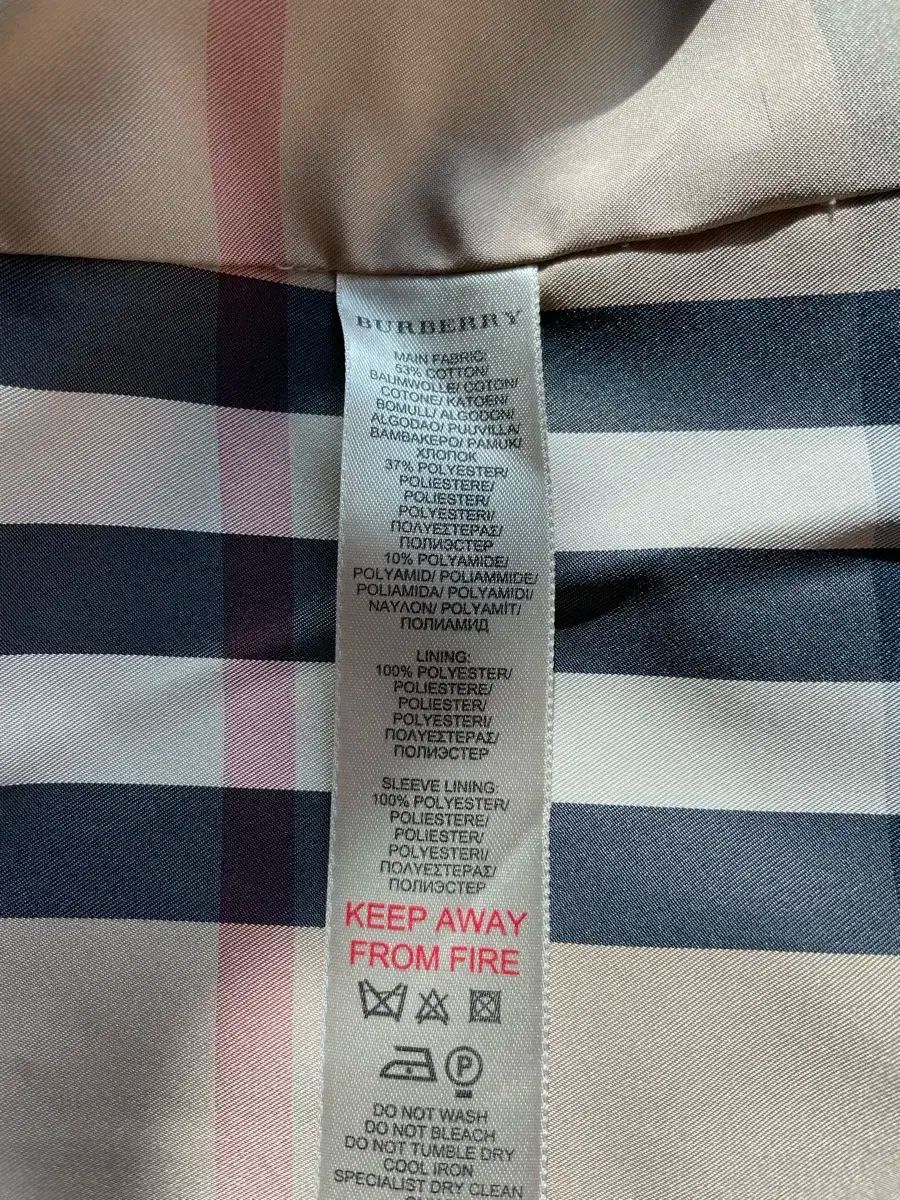 BURBERRY
MAIN FABRIC:
53% COTTON/
BAUMWOLLE/ COTON/
COTONE/ KATOEN/
BOMULL/ ALGODON/
ALGODAO/ PUUVILLA/
ΒΑΜΒΑΚΕΡΟ/ PAMUK/
ХЛОПОК
37% POLYESTER/
POLIESTERE/
POLIESTER/
POLYESTERI/
ΠΟΛΥΕΣΤΕΡΑΣ/
ПОЛИЭСТЕР
10% POLYAMIDE/
POLYAMID/ POLIAMMIDE/
POLIAMIDA/ POLYAMIDI/
ΝΑΥΛΟΝ/ POLYAMİT/
ПОЛИАМИД
LINING:
100% POLYESTER/
POLIESTERE/
POLIESTER/
POLYESTERI/
ΠΟΛΥΕΣΤΕΡΑΣ/
ПОЛИЭСТЕР
SLEEVE LINING:
100% POLYESTER/
POLIESTERE/
POLIESTER/
POLYESTERI/
ΠΟΛΥΕΣΤΕΡΑΣ/
ПОЛИЭСТЕР
KEEP AWAY
FROM FIRE
P
DO NOT WASH
DO NOT BLEACH
DO NOT TUMBLE DRY
COOL IRON
SPECIALIST DRY CLEAN